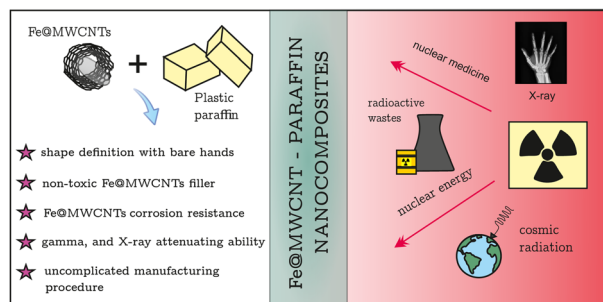 Fe@MWCNTs
Plastic
paraffin
shape definition with bare hands
non-toxic Fe@MWCNTs filler
Fe@MWCNTs corrosion resistance
gamma, and X-ray attenuating ability
uncomplicated manufacturing
procedure
Fe@MWCNT - PARAFFIN
NANOCOMPOSITES
nuclear medicine
X-ray
radioactive
wastes
nuclear energy
cosmic
radiation